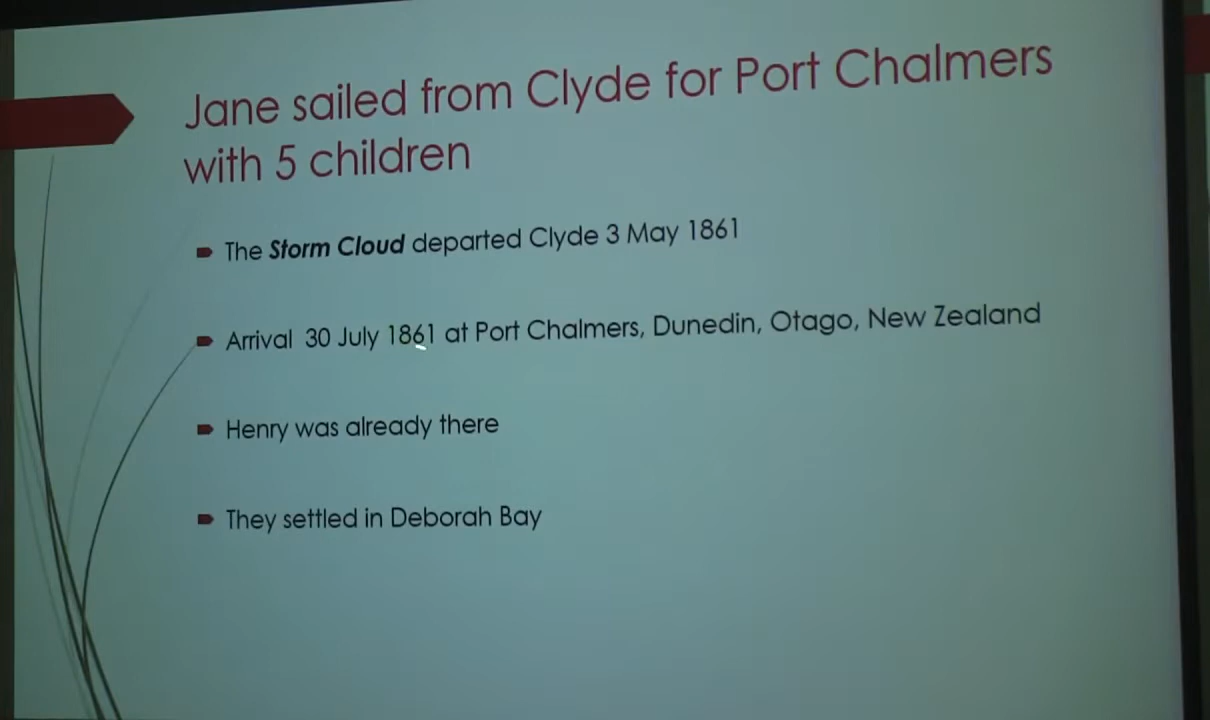 Jane sailed from Clyde for Port Chalmers
with 5 children
The Storm Cloud departed Clyde 3 May 1861
Arrival 30 July 1861 at Port Chalmers, Dunedin, Otago, New Zealand
Henry was already there
They settled in Deborah Bay